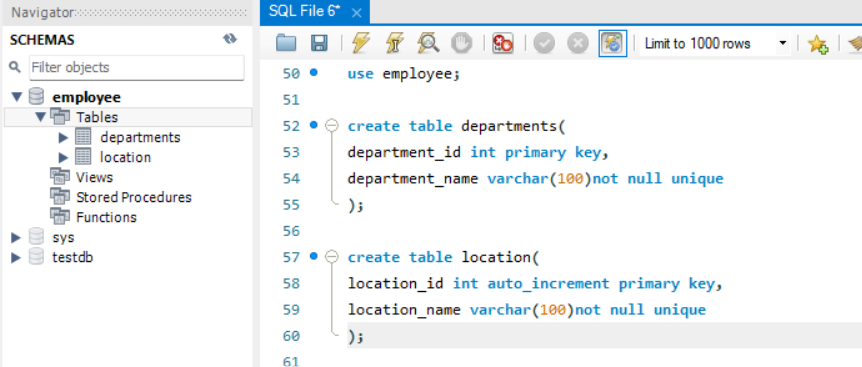 Navigator
SCHEMAS
Filter objects
employee
Tables
departments
location
Views
Stored Procedures
Functions
sys
testdb
SQL File 6*
Limit to 1000 rows
50 use employee;
51
52 create table departments(
53 department_id int primary key,
54 department_name varchar(100)not null unique
55 );
56
57 create table location(
58 location_id int auto_increment primary key,
59 location_name varchar(100)not null unique
60 );
61